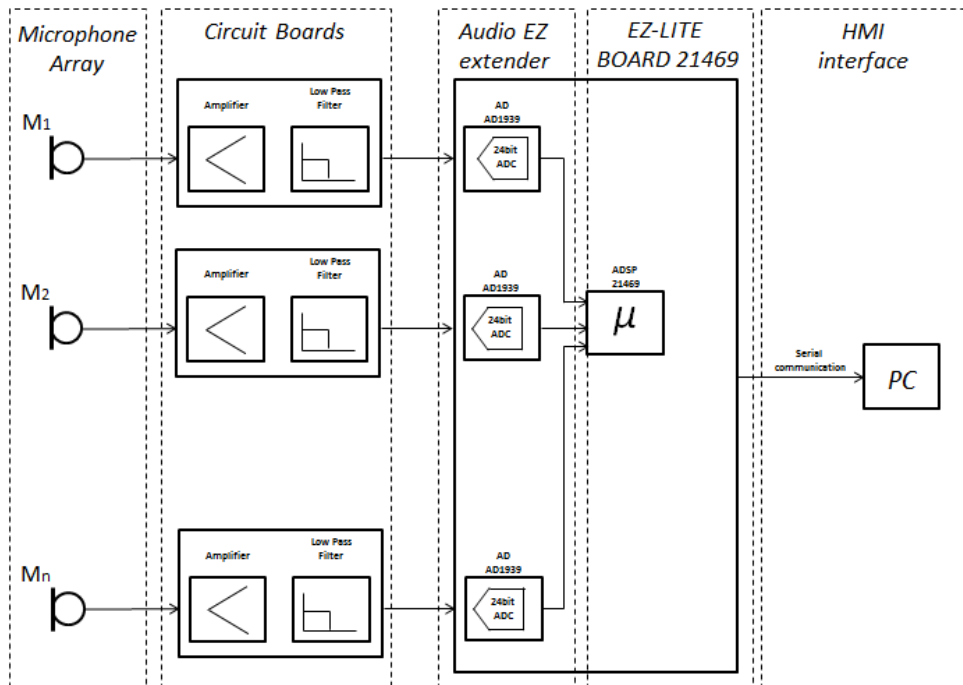 Microphone
Array
Circuit Boards
Audio EZ
extender
EZ-LITE
BOARD 21469
HMI
interface
M1
Amplifier
Low Pass
Filter
AD
AD1939
24bit
ADC
M2
Amplifier
Low Pass
Filter
AD
AD1939
24bit
ADC
ADSP
21469
μ
Serial
communication
PC
Mn
Amplifier
Low Pass
Filter
AD
AD1939
24bit
ADC